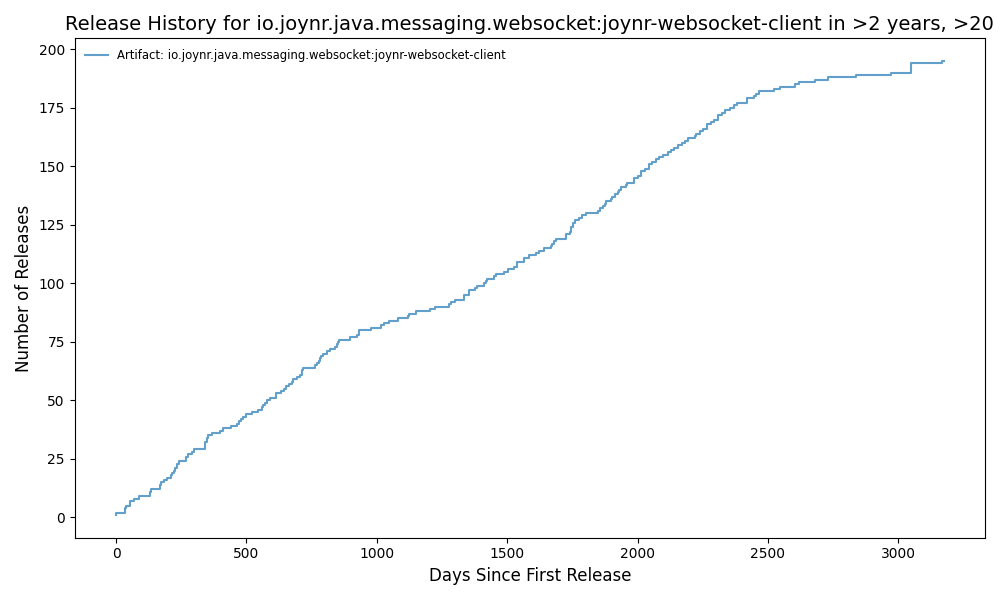 Release History for io.joynr.java.messaging.websocket:joynr-websocket-client in >2 years, >20
Artifact: io.joynr.java.messaging.websocket:joynr-websocket-client
200
175
150
125
100
75
50
25
0
Number of Releases
0 500 1000 1500 2000 2500 3000
Days Since First Release